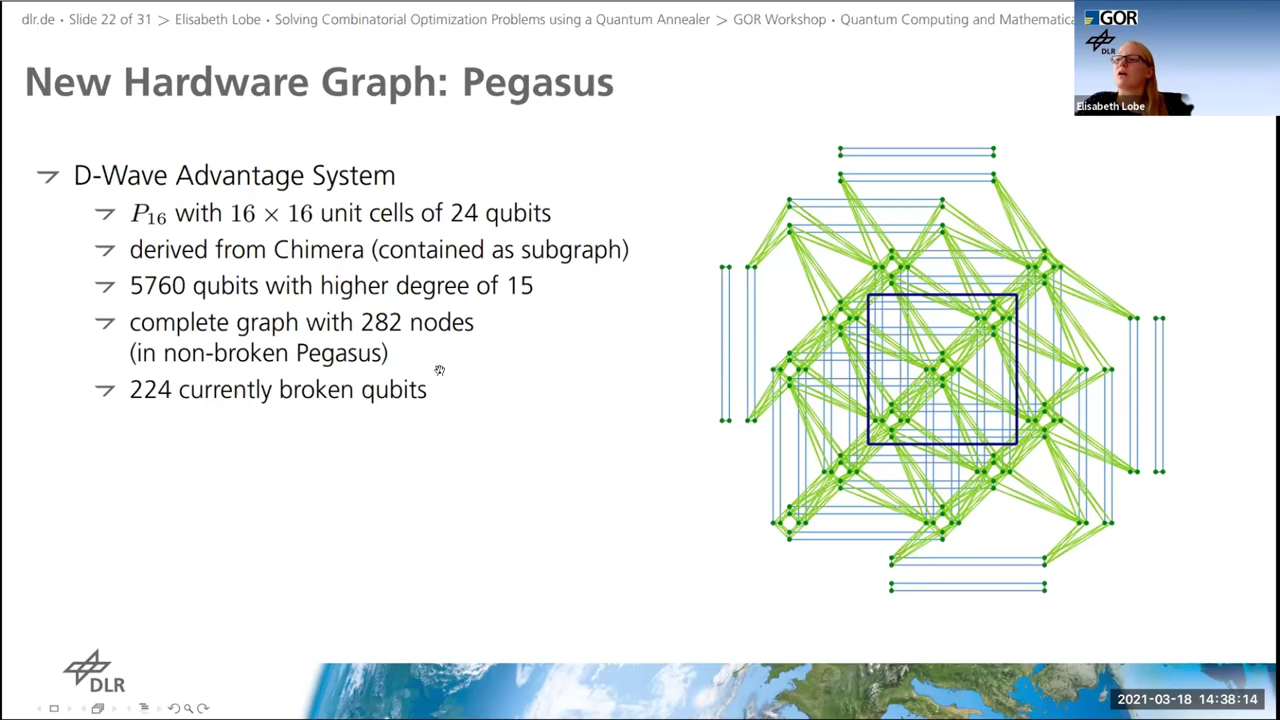 dlr.de · Slide 22 of 31 > Elisabeth Lobe · Solving Combinatorial Optimization Problems using a Quantum Annealer > GOR Workshop · Quantum Computing and Mathematica
GOR
DLR
Elisabeth Lobe
New Hardware Graph: Pegasus
D-Wave Advantage System
P₁₆ with 16 × 16 unit cells of 24 qubits
derived from Chimera (contained as subgraph)
5760 qubits with higher degree of 15
complete graph with 282 nodes
(in non-broken Pegasus)
224 currently broken qubits
DLR
2021-03-18 14:38:14